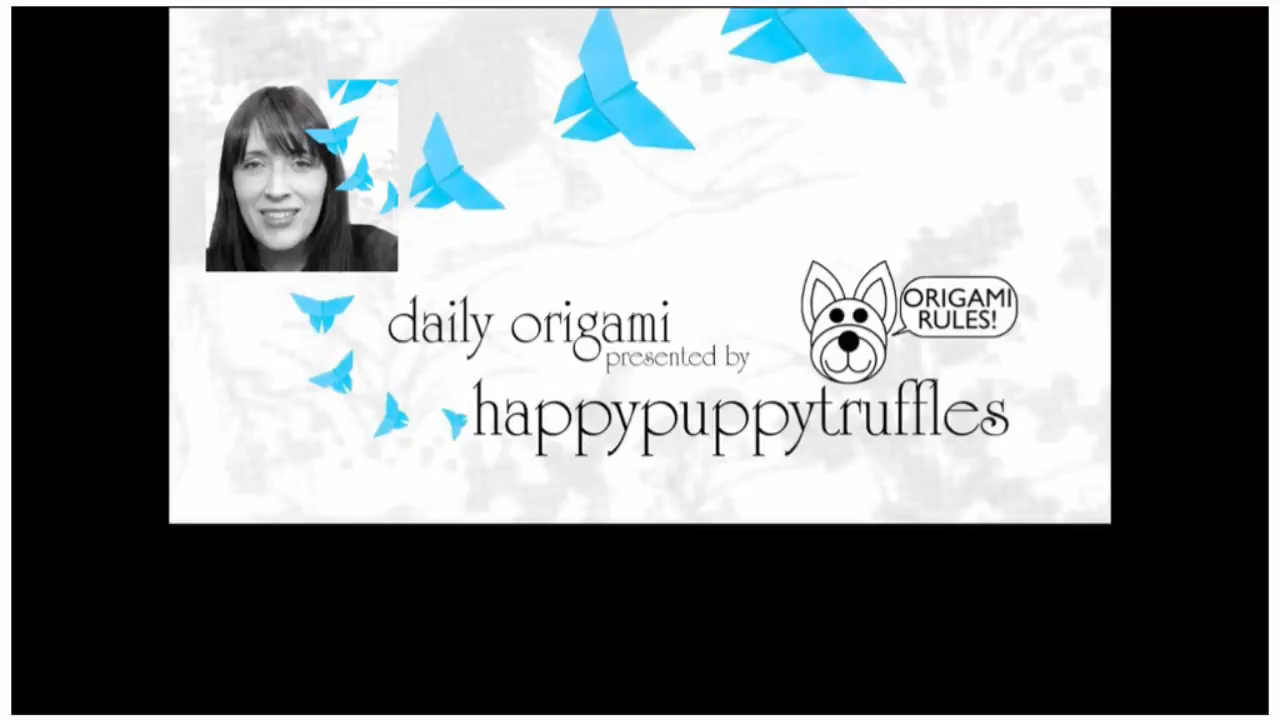 daily origami
presented by
happypuppytruffles
ORIGAMI
RULES!